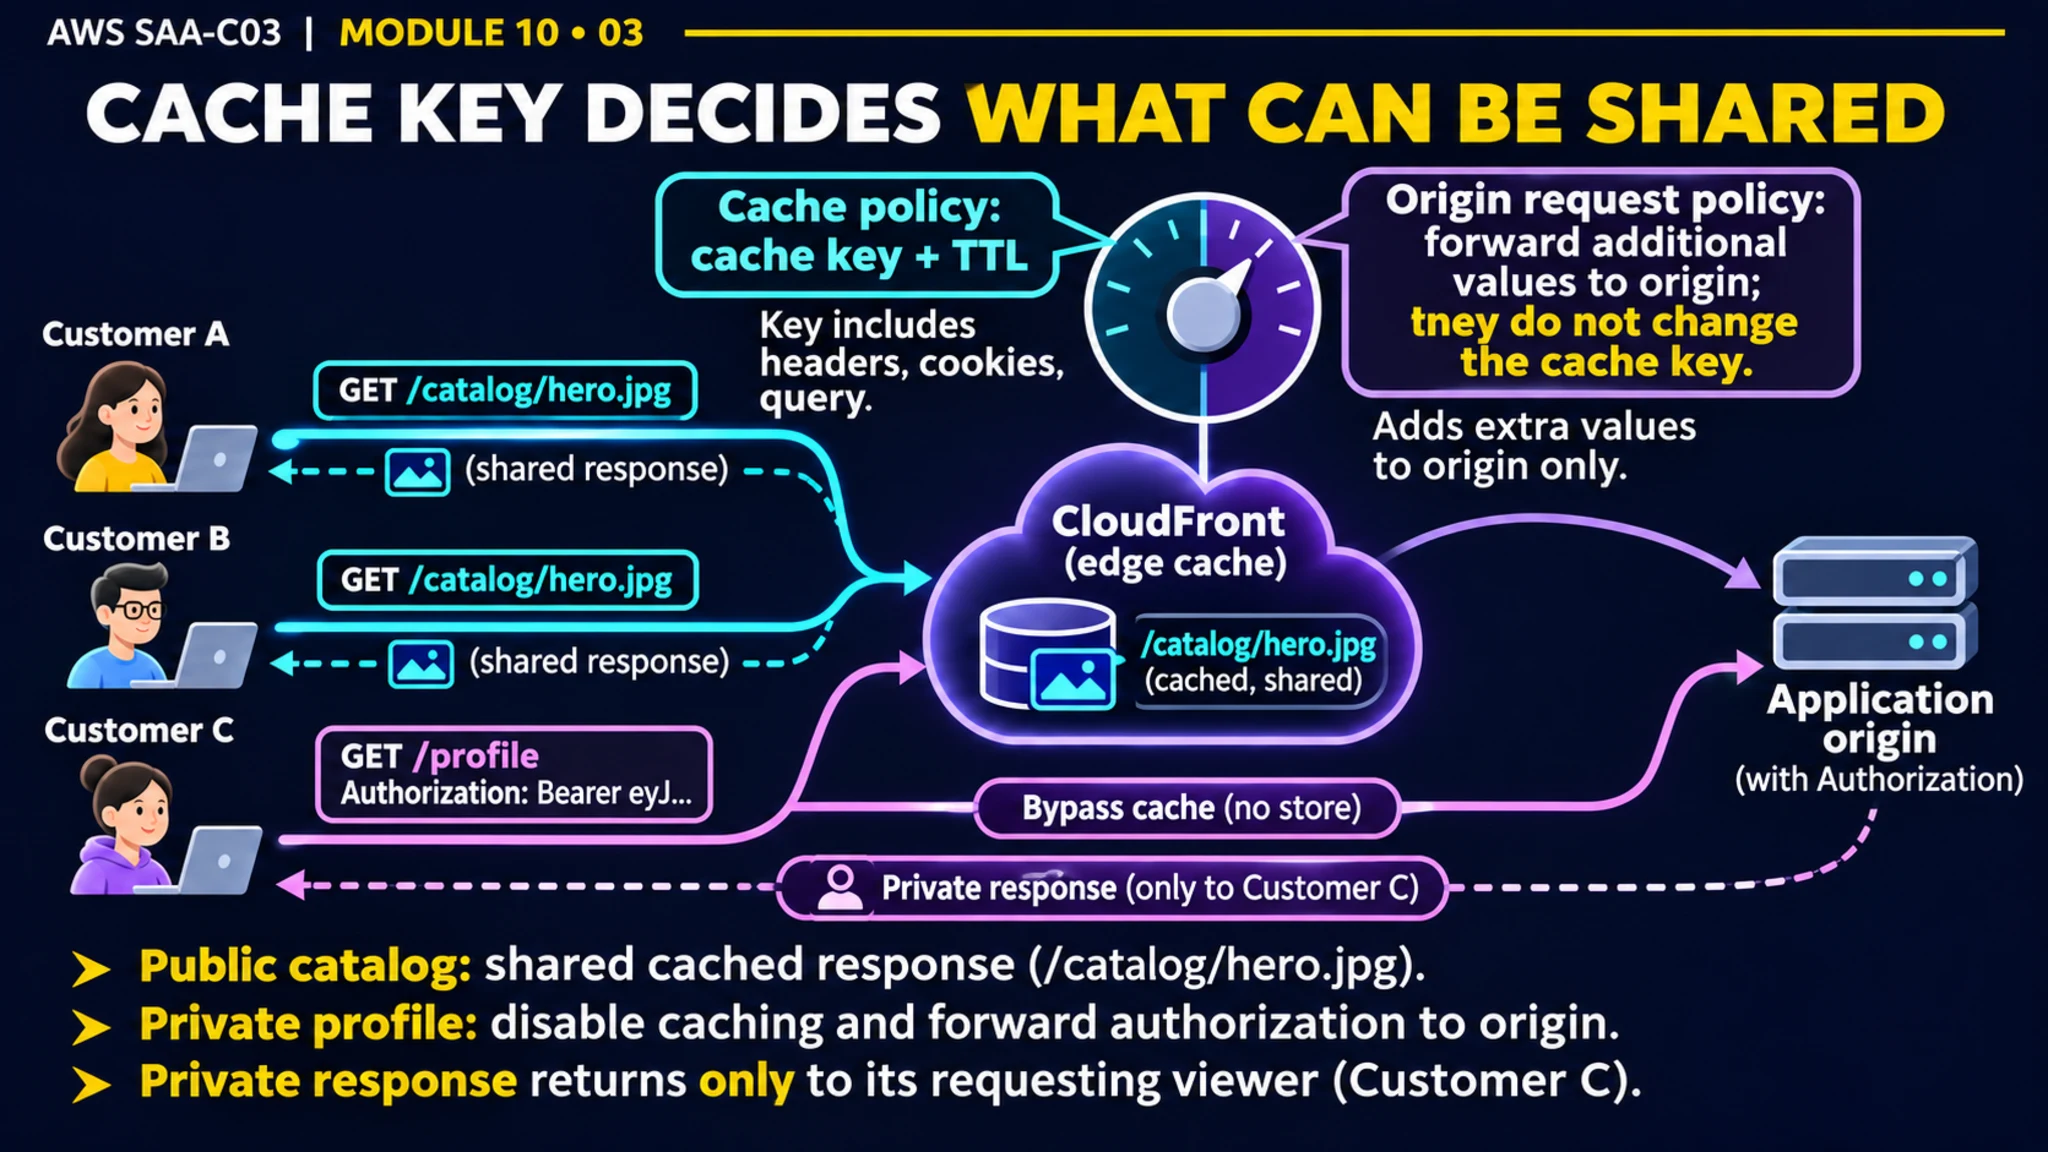 AWS SAA-C03 | MODULE 10 • 03
CACHE KEY DECIDES WHAT CAN BE SHARED
Cache policy:
cache key + TTL
Key includes
headers, cookies,
query.
Origin request policy:
forward additional
values to origin;
tney do not change
the cache key.
Adds extra values
to origin only.
Customer A
GET /catalog/hero.jpg
(shared response)
Customer B
GET /catalog/hero.jpg
(shared response)
Customer C
GET /profile
Authorization: Bearer eyJ...
CloudFront
(edge cache)
/catalog/hero.jpg
(cached, shared)
Application
origin
(with Authorization)
Bypass cache (no store)
Private response (only to Customer C)
➤ Public catalog: shared cached response (/catalog/hero.jpg).
➤ Private profile: disable caching and forward authorization to origin.
➤ Private response returns only to its requesting viewer (Customer C).